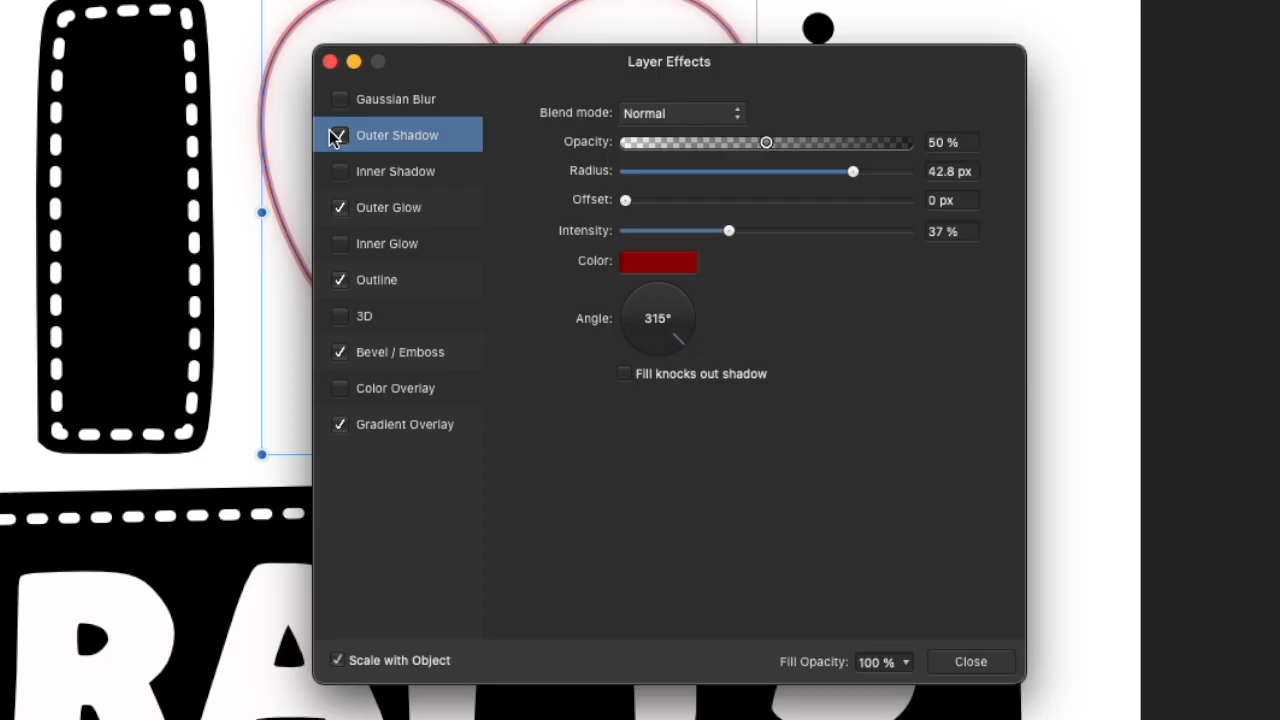 Layer Effects
Gaussian Blur
Outer Shadow
Inner Shadow
Outer Glow
Inner Glow
Outline
3D
Bevel / Emboss
Color Overlay
Gradient Overlay
Blend mode: Normal
Opacity: 50 %
Radius: 42.8 px
Offset: 0 px
Intensity: 37 %
Color:
Angle: 315°
Fill knocks out shadow
Scale with Object
Fill Opacity: 100 %
Close